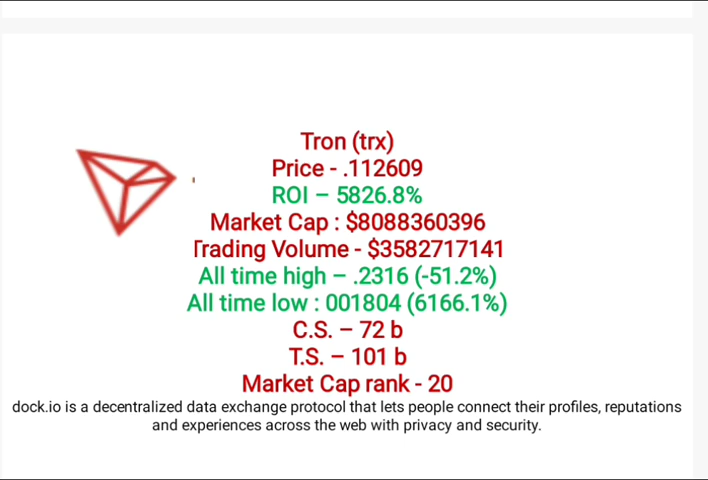 Tron (trx)
Price - .112609
ROI – 5826.8%
Market Cap : $8088360396
Trading Volume - $3582717141
All time high – .2316 (-51.2%)
All time low : 001804 (6166.1%)
C.S. – 72 b
T.S. – 101 b
Market Cap rank - 20
dock.io is a decentralized data exchange protocol that lets people connect their profiles, reputations
and experiences across the web with privacy and security.